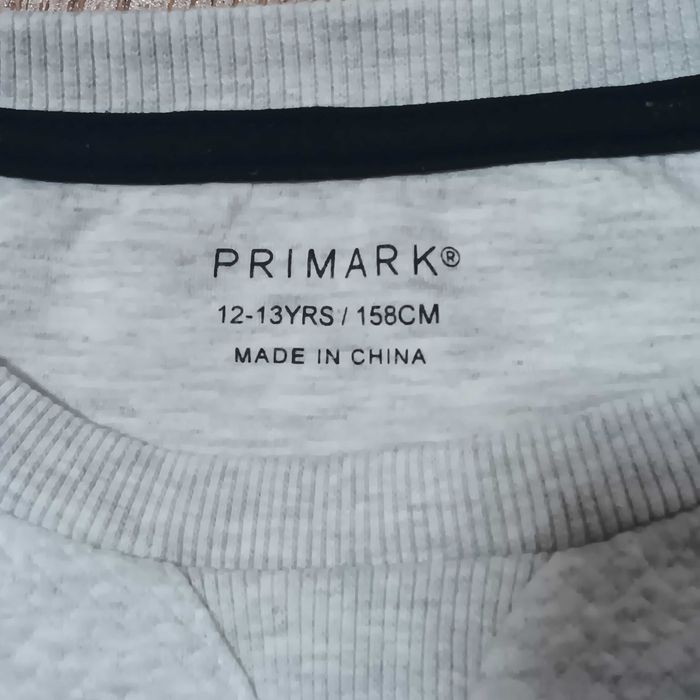 PRIMARK®
12-13YRS / 158CM
MADE IN CHINA